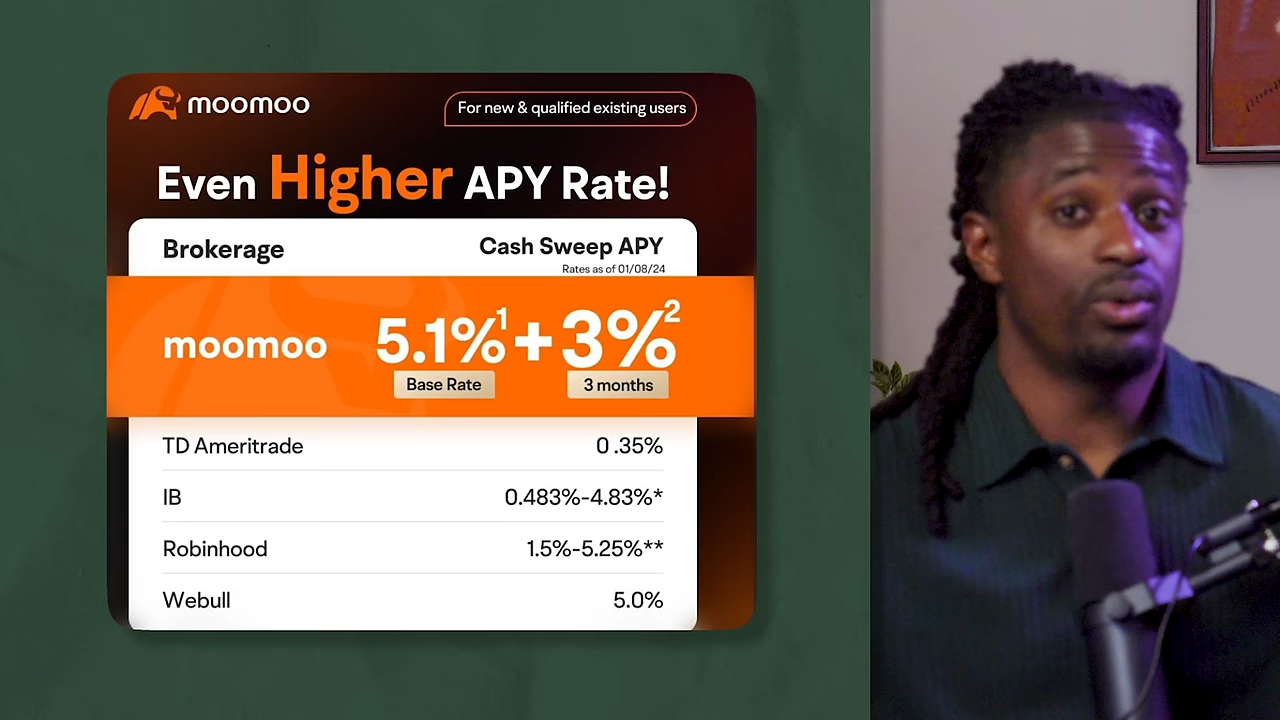 moomoo
For new & qualified existing users
Even Higher APY Rate!
Brokerage
Cash Sweep APY
Rates as of 01/08/24
moomoo
5.1%¹+3%²
Base Rate
3 months
TD Ameritrade
0 .35%
IB
0.483%-4.83%*
Robinhood
1.5%-5.25%**
Webull
5.0%